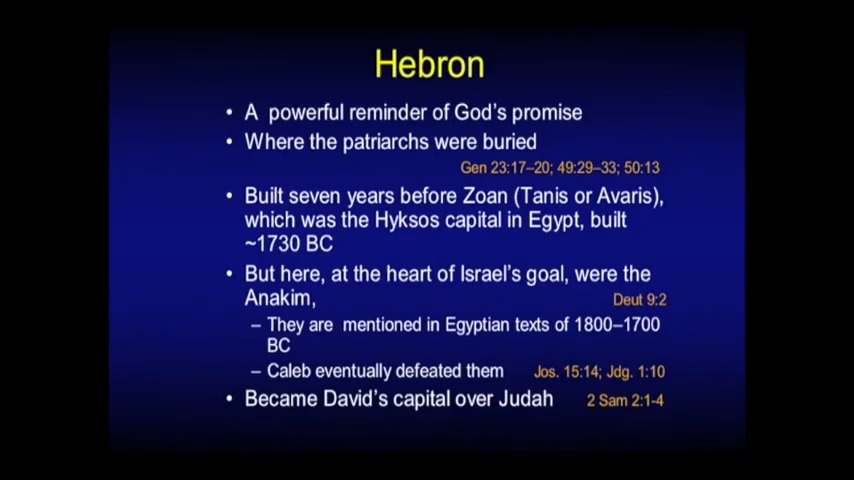 Hebron
• A powerful reminder of God's promise
• Where the patriarchs were buried
Gen 23:17–20; 49:29–33; 50:13
• Built seven years before Zoan (Tanis or Avaris),
which was the Hyksos capital in Egypt, built
~1730 BC
• But here, at the heart of Israel's goal, were the
Anakim, Deut 9:2
– They are mentioned in Egyptian texts of 1800–1700
BC
– Caleb eventually defeated them Jos. 15:14; Jdg. 1:10
• Became David's capital over Judah 2 Sam 2:1-4